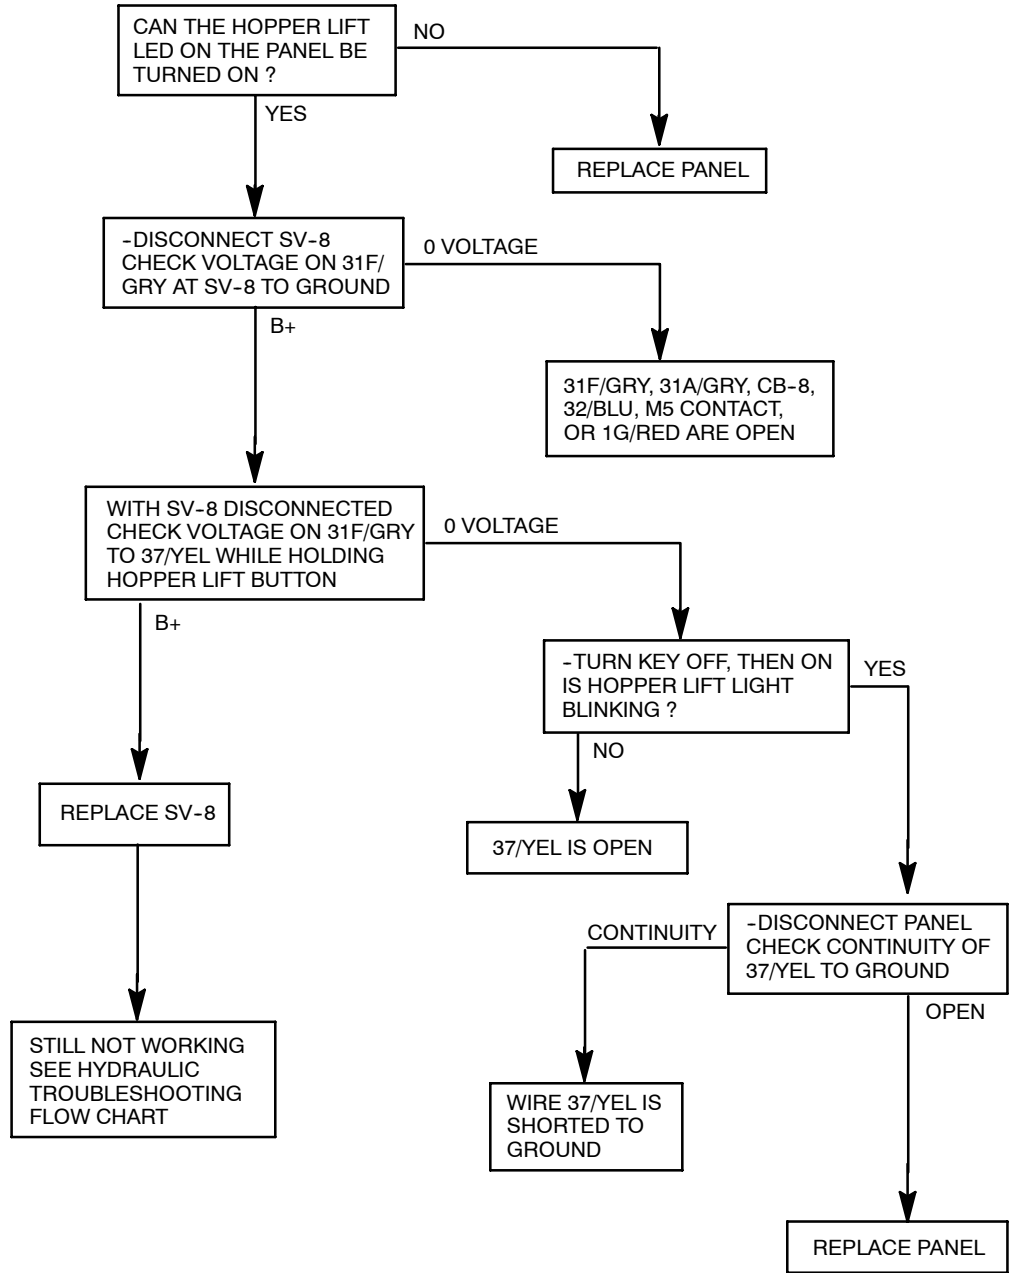 CAN THE HOPPER LIFT
LED ON THE PANEL BE
TURNED ON ?
NO
YES
REPLACE PANEL
--DISCONNECT SV--8
CHECK VOLTAGE ON 31F/
GRY AT SV--8 TO GROUND
0 VOLTAGE
B+
31F/GRY, 31A/GRY, CB--8,
32/BLU, M5 CONTACT,
OR 1G/RED ARE OPEN
WITH SV--8 DISCONNECTED
CHECK VOLTAGE ON 31F/GRY
TO 37/YEL WHILE HOLDING
HOPPER LIFT BUTTON
0 VOLTAGE
B+
--TURN KEY OFF, THEN ON
IS HOPPER LIFT LIGHT
BLINKING ?
YES
NO
REPLACE SV--8
37/YEL IS OPEN
--DISCONNECT PANEL
CHECK CONTINUITY OF
37/YEL TO GROUND
CONTINUITY
OPEN
STILL NOT WORKING
SEE HYDRAULIC
TROUBLESHOOTING
FLOW CHART
WIRE 37/YEL IS
SHORTED TO
GROUND
REPLACE PANEL